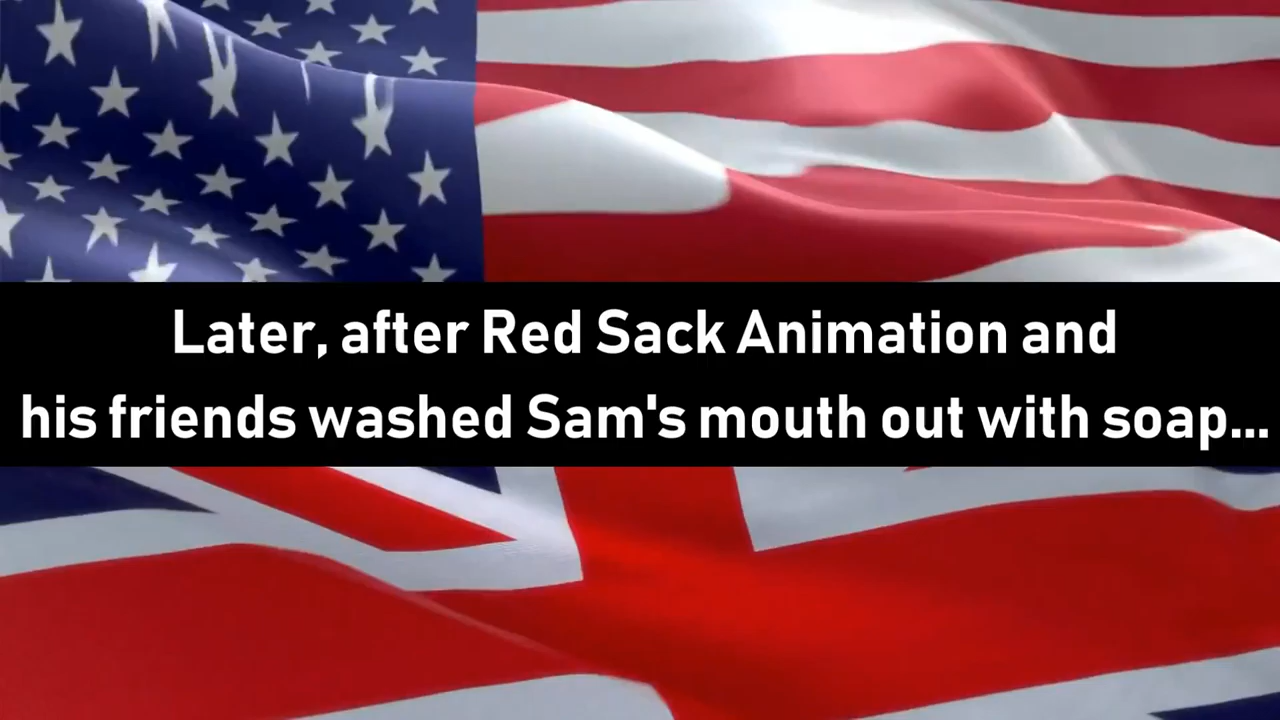 Later, after Red Sack Animation and
his friends washed Sam's mouth out with soap...